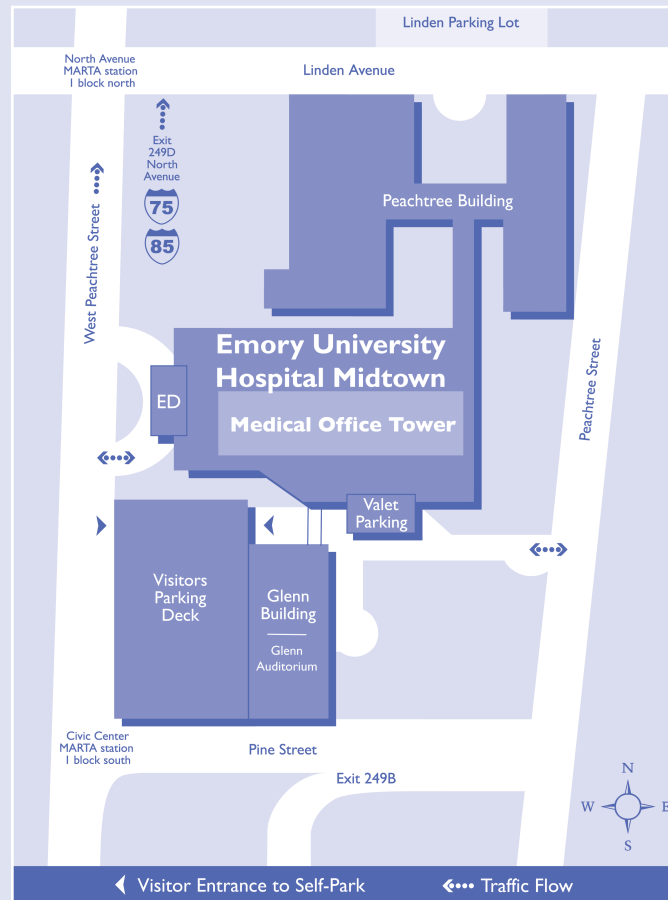 Linden Parking Lot
North Avenue
MARTA station
1 block north
Linden Avenue
Exit
249D
North
Avenue
75
85
West Peachtree Street
Peachtree Building
Emory University
Hospital Midtown
ED
Medical Office Tower
Peachtree Street
Valet
Parking
Visitors
Parking
Deck
Glenn
Building
Glenn
Auditorium
Civic Center
MARTA station
1 block south
Pine Street
Exit 249B
N
W
E
S
Visitor Entrance to Self-Park
Traffic Flow